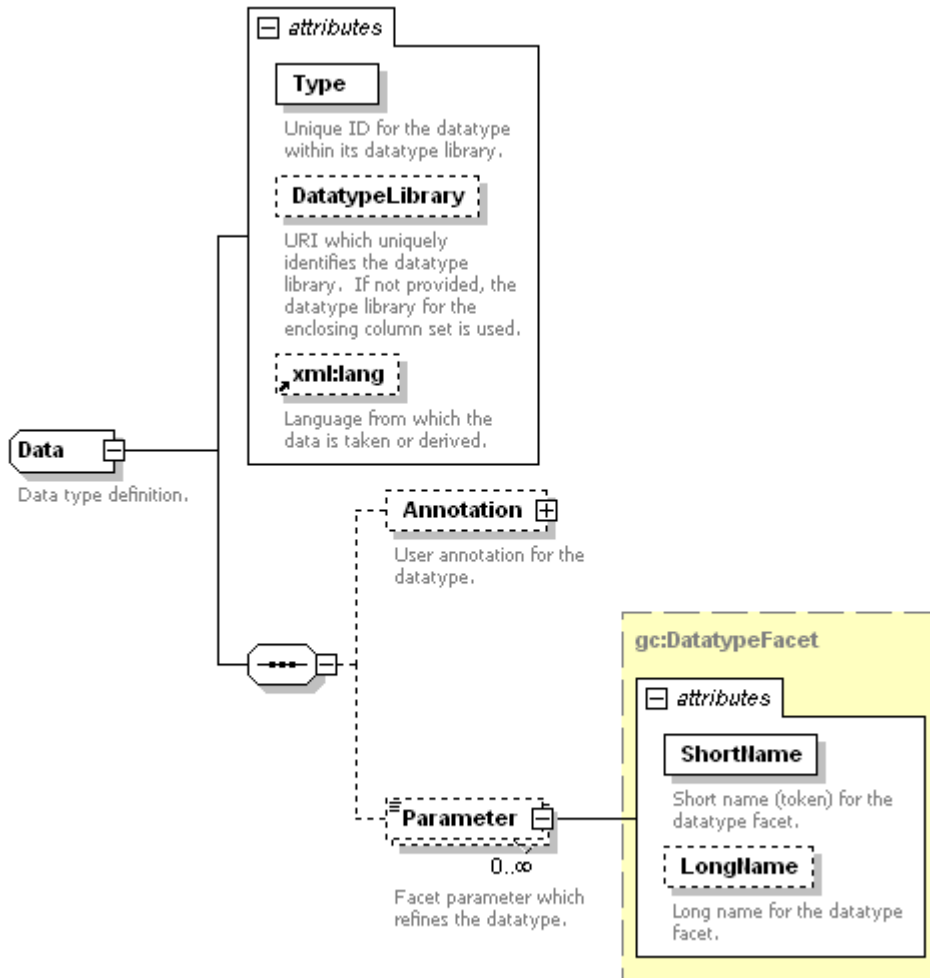 attributes
Type
Unique ID for the datatype
within its datatype library.
DatatypeLibrary
URI which uniquely
identifies the datatype
library.  If not provided, the
datatype library for the
enclosing column set is used.
xml:lang
Language from which the
data is taken or derived.
Data
Data type definition.
Annotation
User annotation for the
datatype.
gc:DatatypeFacet
attributes
ShortName
Short name (token) for the
datatype facet.
LongName
Long name for the datatype
facet.
Parameter
0..∞
Facet parameter which
refines the datatype.